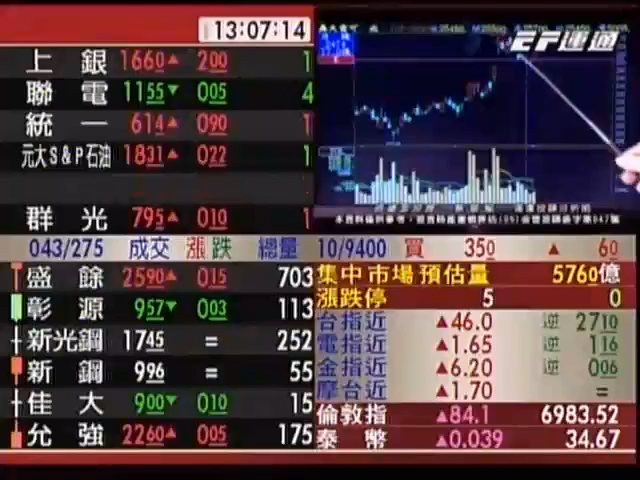 13:07:14
EF運通
上銀 1660▲ 200 1
聯電 1155▼ 005 4
統一 614▲ 090 1
元大S&P石油 1831▲ 022 1
群光 795▲ 010 1
043/275 成交 漲跌 總量 10/9400 買 350 ▲ 60
盛餘 2590▲ 015 703
彰源 957▼ 003 113
新光鋼 1745 = 252
新鋼 996 = 55
佳大 900▼ 010 15
允強 2260▲ 005 175
集中市場預估量 5760億
漲跌停 5 0
台指近 ▲46.0 逆 2710
電指近 ▲1.65 逆 116
金指近 ▲6.20 逆 006
摩台近 ▲1.70 =
倫敦指 ▲84.1 6983.52
泰幣 ▲0.039 34.67